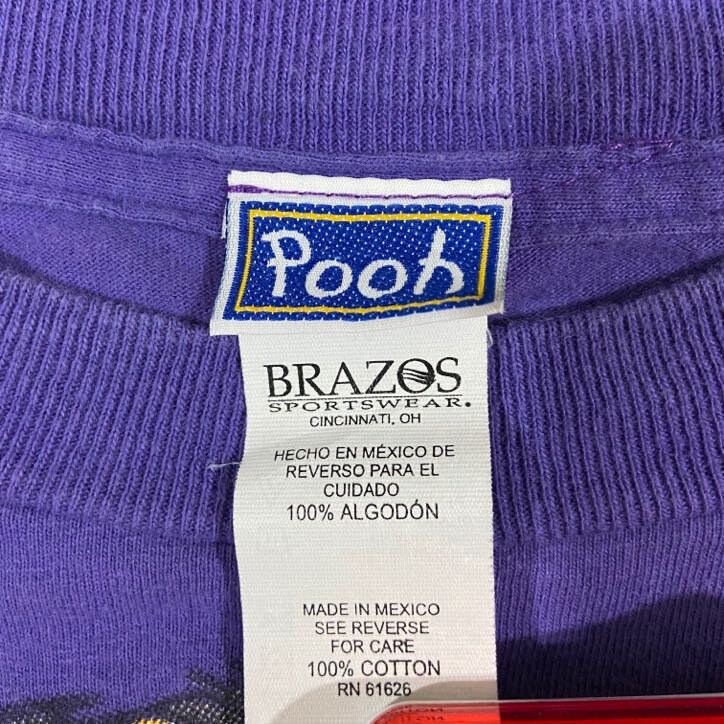 Pooh
BRAZOS
SPORTSWEAR.
CINCINNATI, OH
HECHO EN MÉXICO DE
REVERSO PARA EL
CUIDADO
100% ALGODÓN
MADE IN MEXICO
SEE REVERSE
FOR CARE
100% COTTON
RN 61626